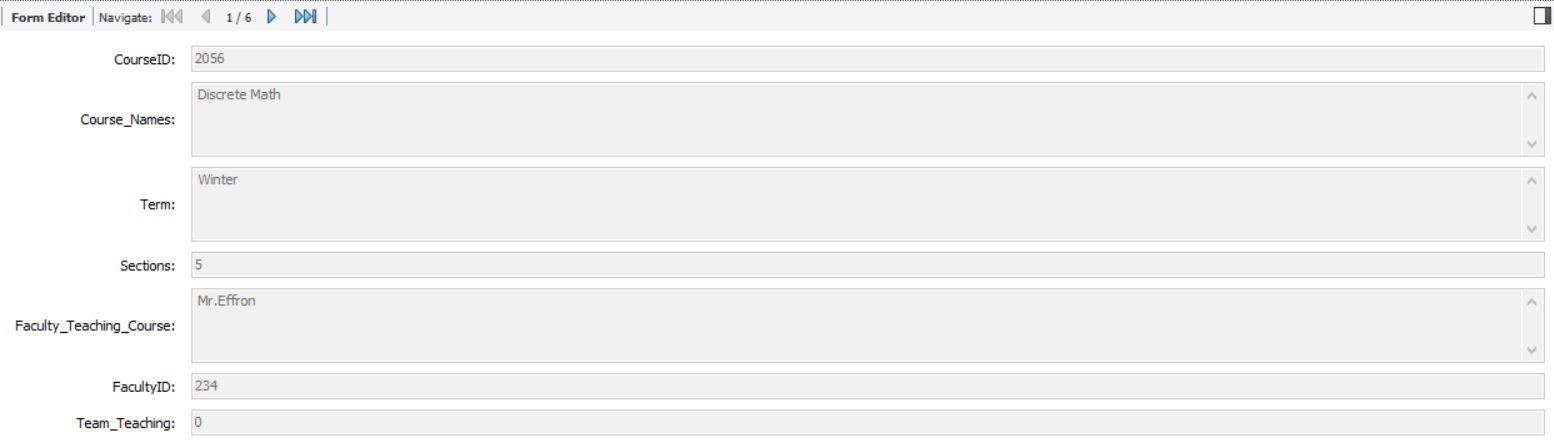 Form Editor Navigate: 1 / 6
CourseID: 2056
Course_Names: Discrete Math
Term: Winter
Sections: 5
Faculty_Teaching_Course: Mr.Effron
FacultyID: 234
Team_Teaching: 0